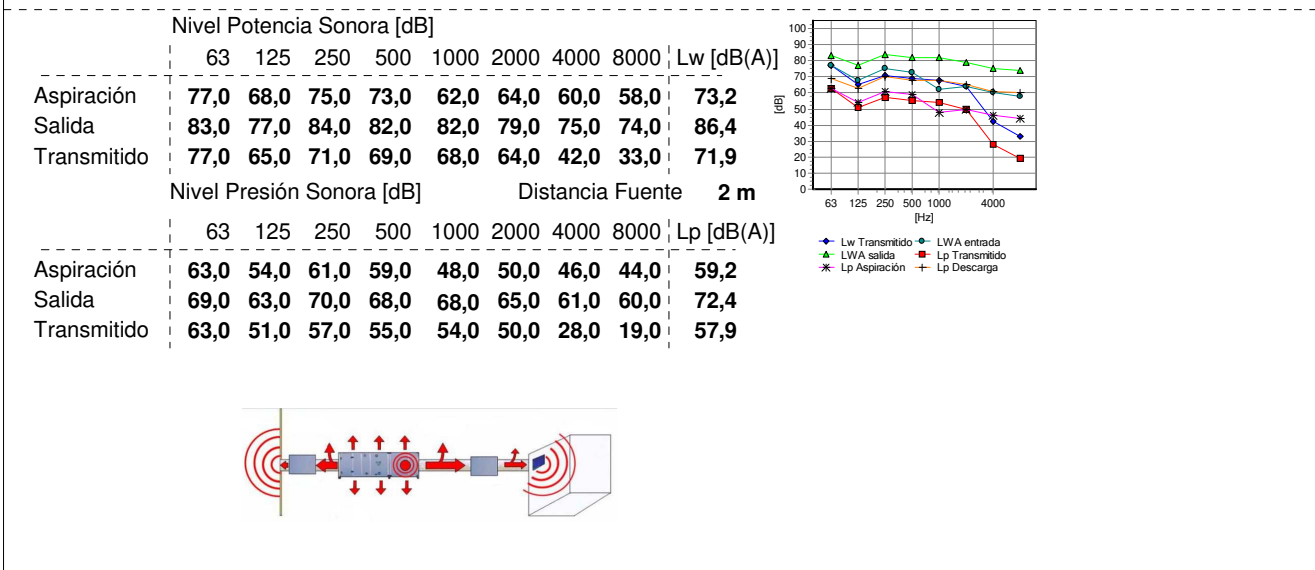 Nivel Potencia Sonora [dB]
63 125 250 500 1000 2000 4000 8000 Lw [dB(A)]
Aspiración 77,0 68,0 75,0 73,0 62,0 64,0 60,0 58,0 73,2
Salida 83,0 77,0 84,0 82,0 82,0 79,0 75,0 74,0 86,4
Transmitido 77,0 65,0 71,0 69,0 68,0 64,0 42,0 33,0 71,9
Nivel Presión Sonora [dB] Distancia Fuente 2 m
63 125 250 500 1000 2000 4000 8000 Lp [dB(A)]
Aspiración 63,0 54,0 61,0 59,0 48,0 50,0 46,0 44,0 59,2
Salida 69,0 63,0 70,0 68,0 68,0 65,0 61,0 60,0 72,4
Transmitido 63,0 51,0 57,0 55,0 54,0 50,0 28,0 19,0 57,9
100
90
80
70
60
50
40
30
20
10
0
[dB]
63 125 250 500 1000 4000
[Hz]
Lw Transmitido LWA entrada
LWA salida Lp Transmitido
Lp Aspiración Lp Descarga